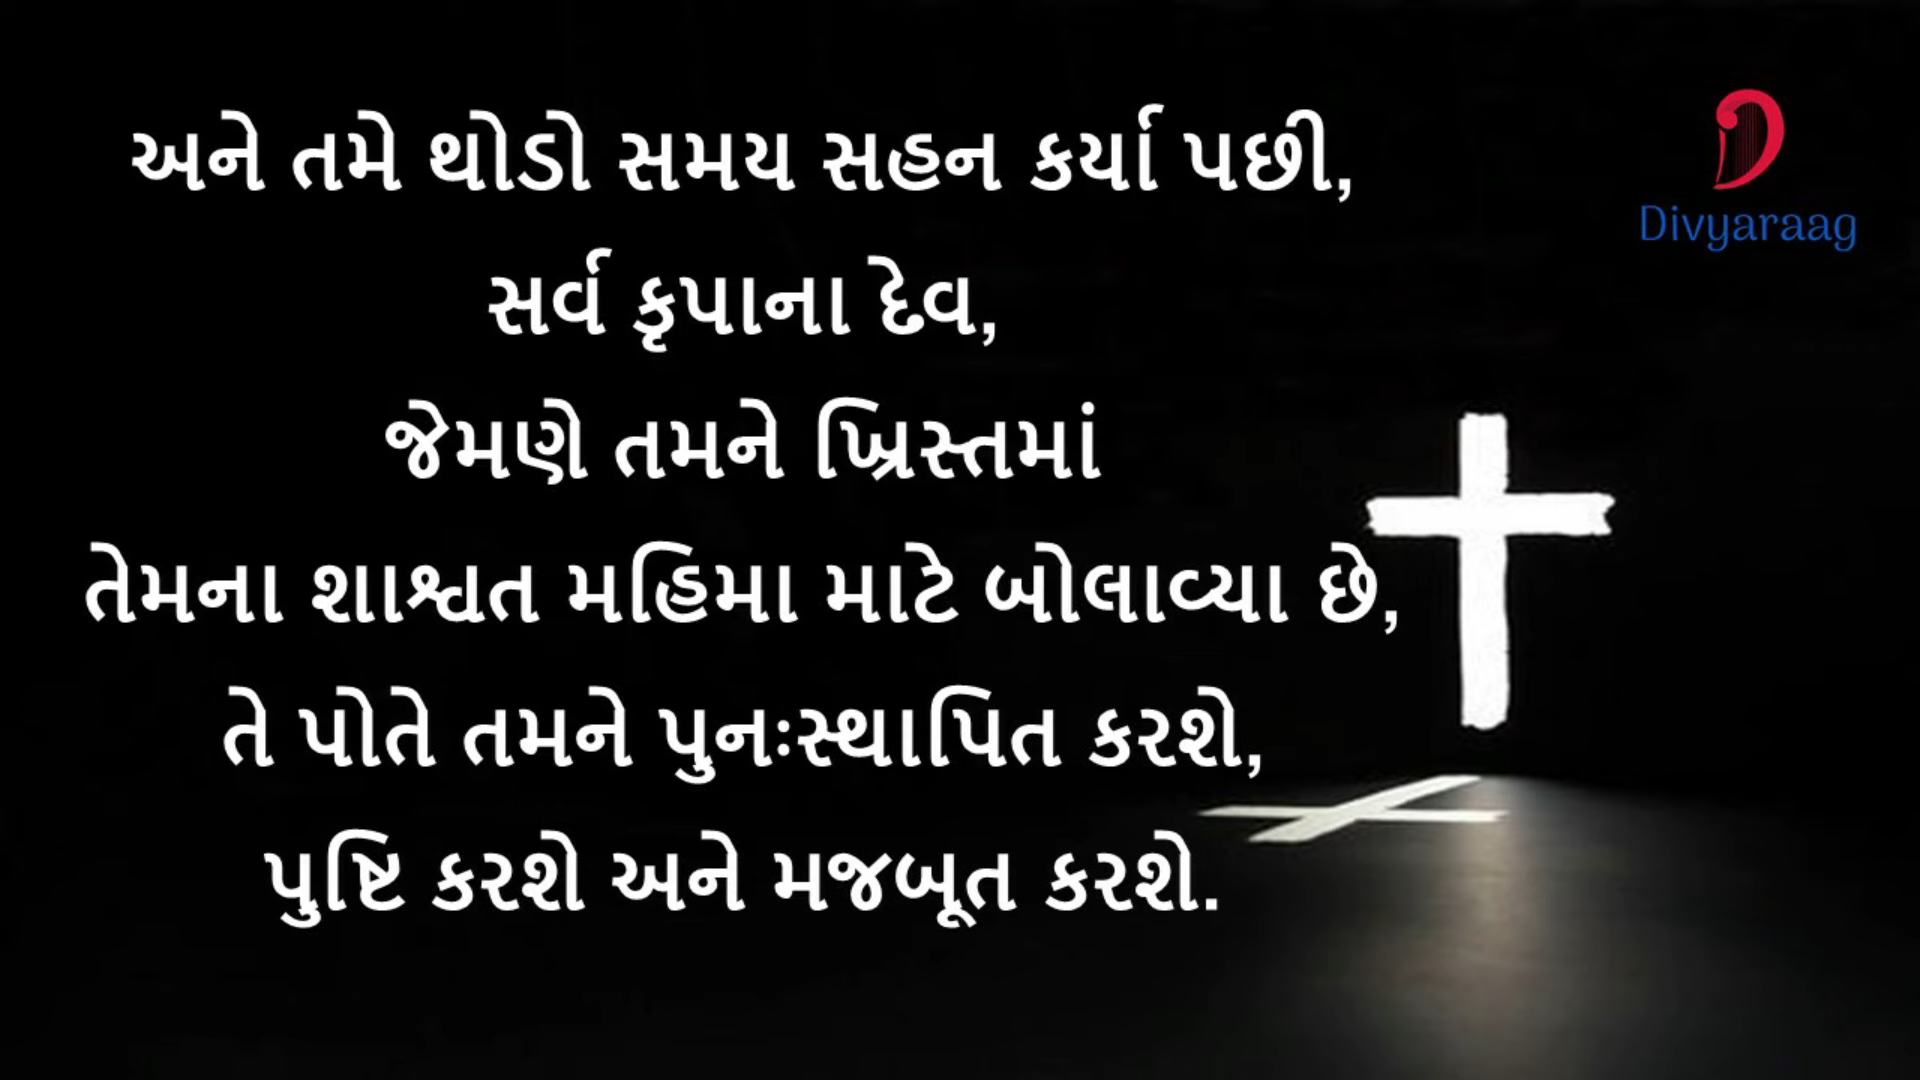 અને તમે થોડો સમય સહન કર્યા પછી,
સર્વ કૃપાના દેવ,
જેમણે તમને ખ્રિસ્તમાં
તેમના શાશ્વત મહિમા માટે બોલાવ્યા છે,
તે પોતે તમને પુનઃસ્થાપિત કરશે,
પુષ્ટિ કરશે અને મજબૂત કરશે.
Divyaraag